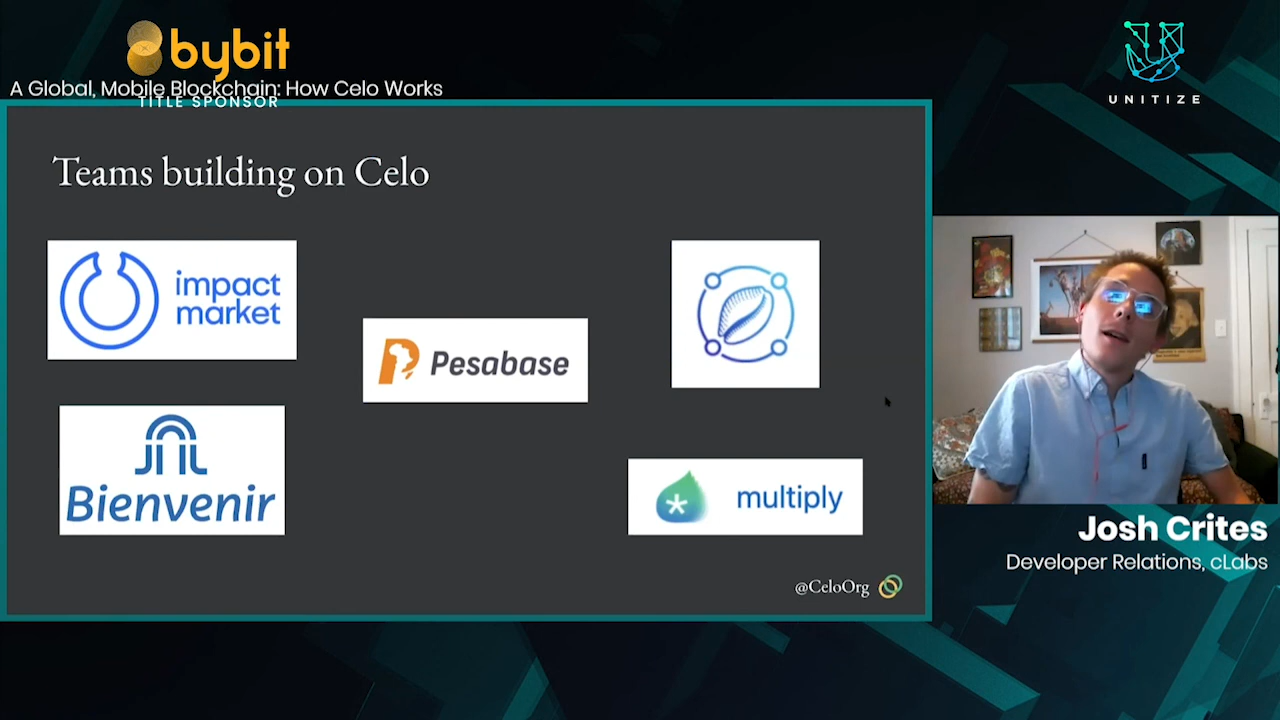 bybit
A Global, Mobile Blockchain: How Celo Works
TITLE SPONSOR
UNITIZE
Teams building on Celo
impact
market
Pesabase
Bienvenir
multiply
@CeloOrg
Josh Crites
Developer Relations, cLabs